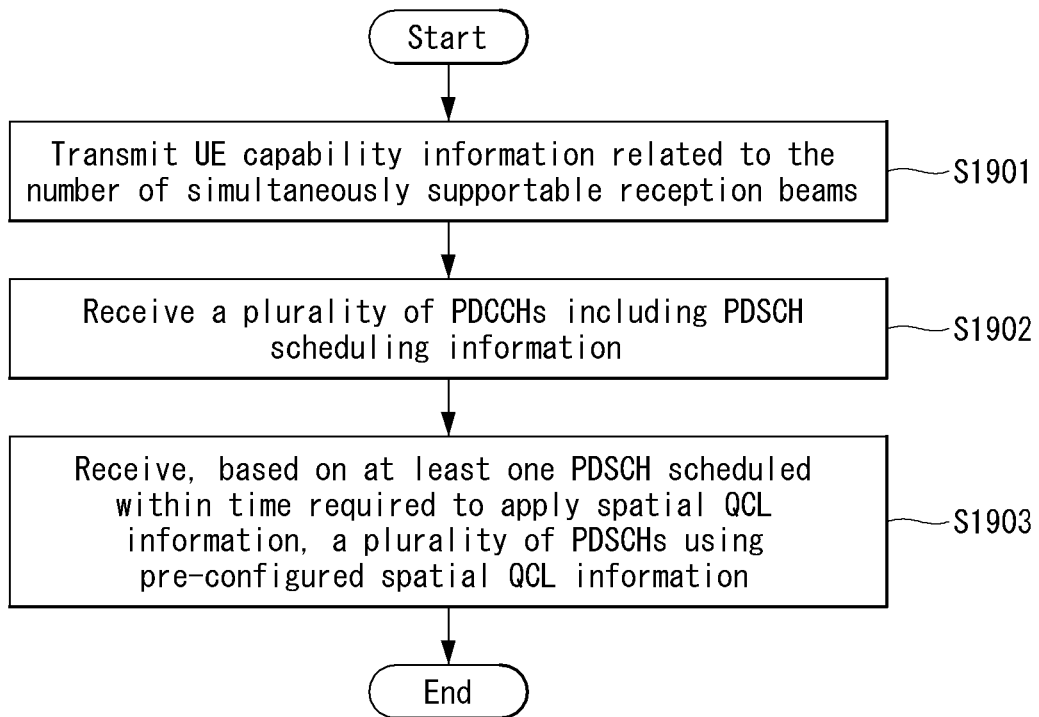 Start
Transmit UE capability information related to the
number of simultaneously supportable reception beams
S1901
Receive a plurality of PDCCHs including PDSCH
scheduling information
S1902
Receive, based on at least one PDSCH scheduled
within time required to apply spatial QCL
information, a plurality of PDSCHs using
pre-configured spatial QCL information
S1903
End